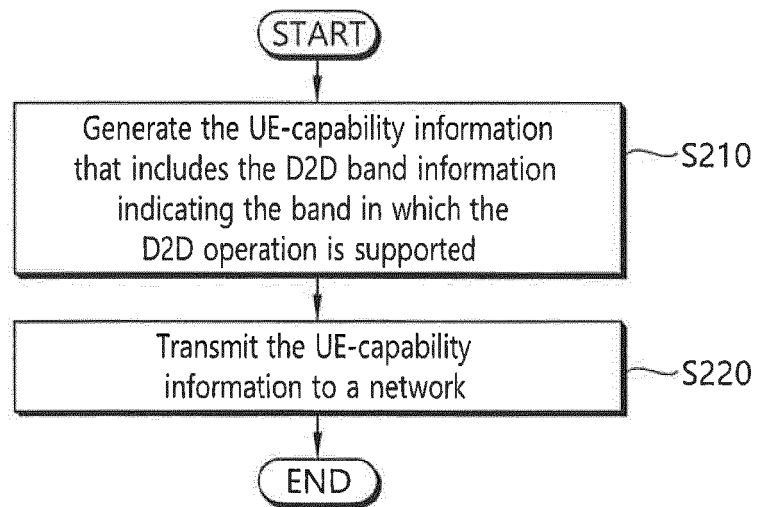 START
Generate the UE-capability information
that includes the D2D band information
indicating the band in which the
D2D operation is supported
S210
Transmit the UE-capability
information to a network
S220
END